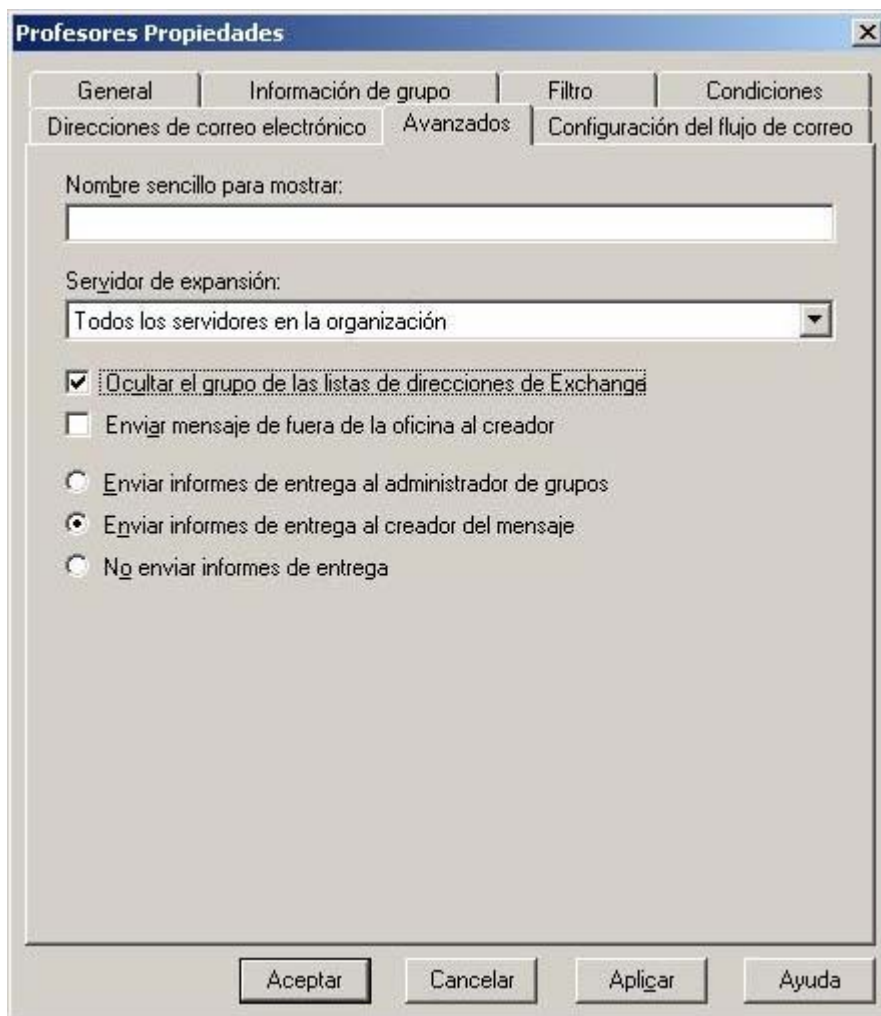 Profesores Propiedades
General Información de grupo Filtro Condiciones
Direcciones de correo electrónico Avanzados Configuración del flujo de correo
Nombre sencillo para mostrar:
Servidor de expansión:
Todos los servidores en la organización
Ocultar el grupo de las listas de direcciones de Exchange
Enviar mensaje de fuera de la oficina al creador
Enviar informes de entrega al administrador de grupos
Enviar informes de entrega al creador del mensaje
No enviar informes de entrega
Aceptar Cancelar Aplicar Ayuda